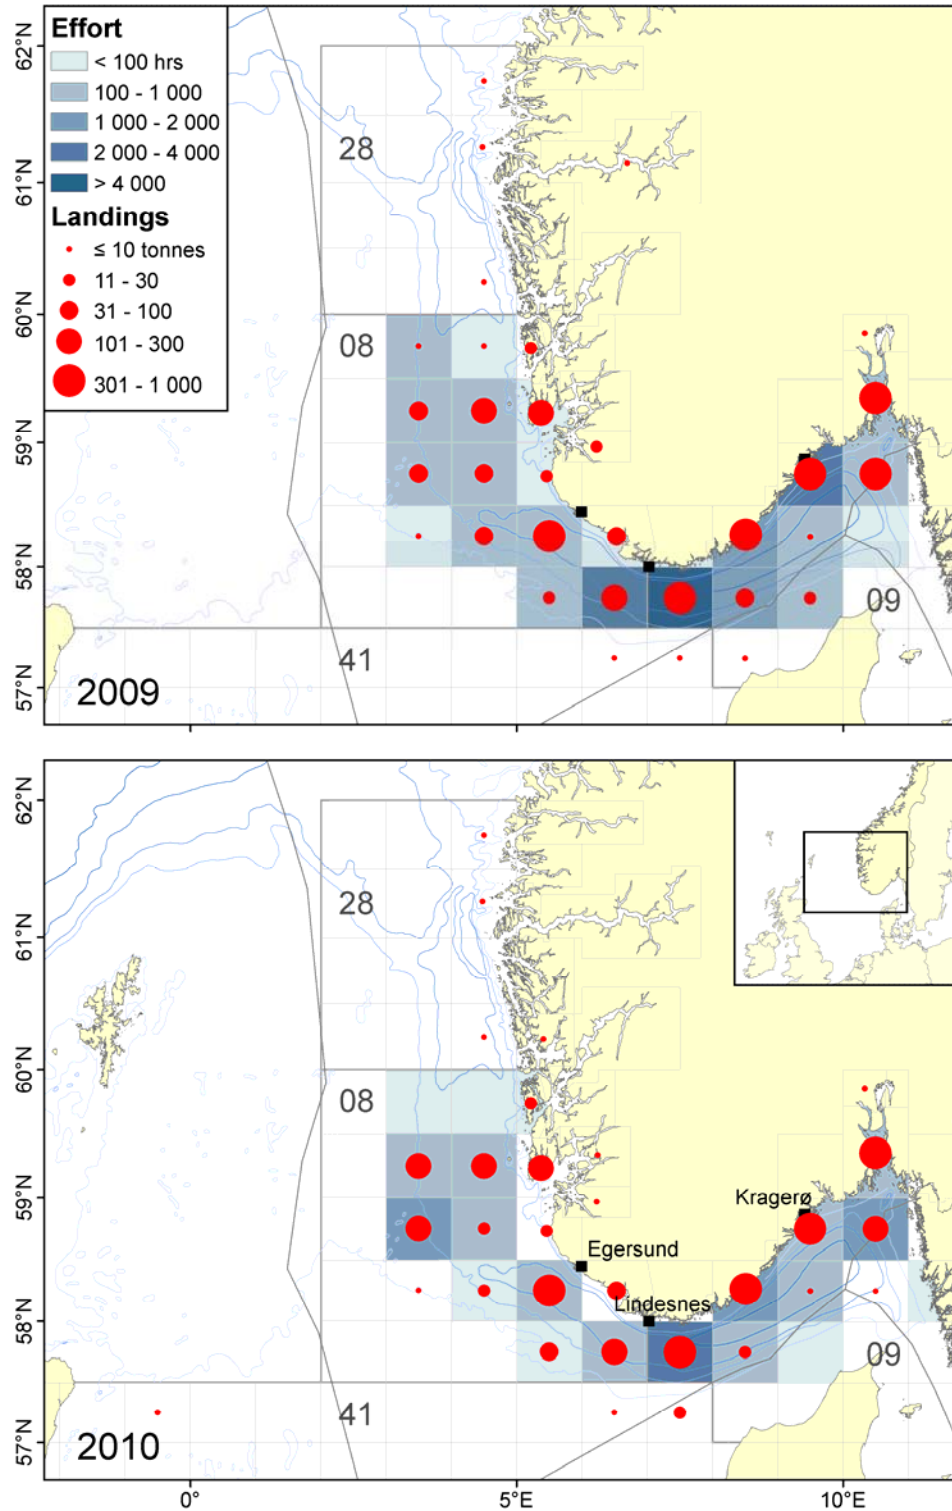 Effort
< 100 hrs
100 - 1 000
1 000 - 2 000
2 000 - 4 000
> 4 000
Landings
≤ 10 tonnes
11 - 30
31 - 100
101 - 300
301 - 1 000
62°N
61°N
60°N
59°N
58°N
57°N
28
08
09
41
2009
62°N
61°N
60°N
59°N
58°N
57°N
28
08
Kragerø
Egersund
Lindesnes
09
41
2010
0°
5°E
10°E